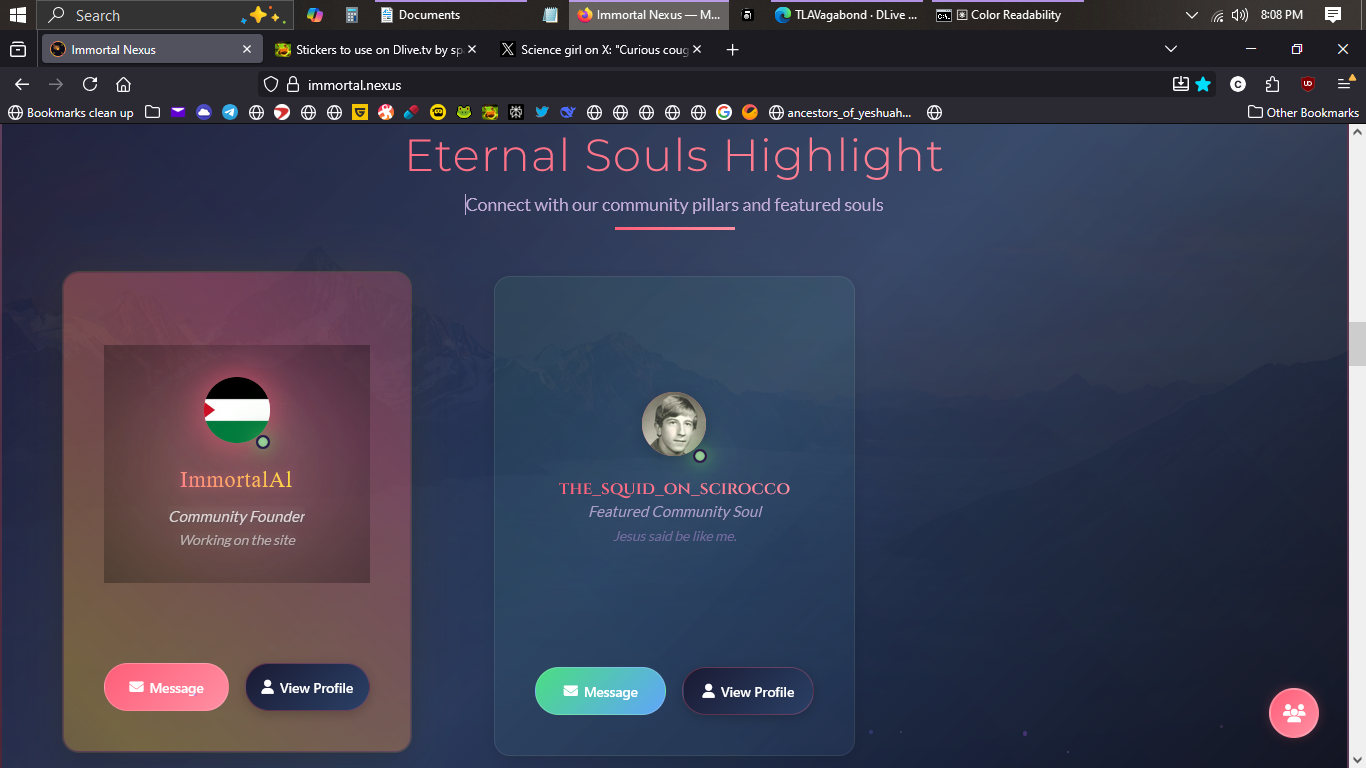 Search
Documents
Immortal Nexus — M...
TLAVagabond · DLive ...
Color Readability
8:08 PM
Immortal Nexus
Stickers to use on Dlive.tv by sp
Science girl on X: "Curious coug
immortal.nexus
Bookmarks clean up
ancestors_of_yeshuah...
Other Bookmarks
Eternal Souls Highlight
Connect with our community pillars and featured souls
ImmortalAl
Community Founder
Working on the site
Message
View Profile
THE_SQUID_ON_SCIROCCO
Featured Community Soul
Jesus said be like me.
Message
View Profile